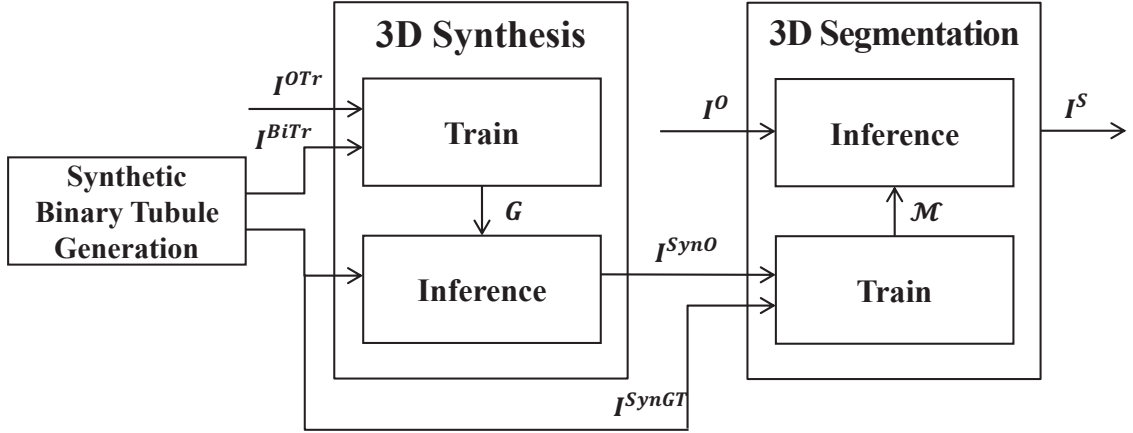 3D Synthesis
3D Segmentation
I^{OTr}
I^{BiTr}
Train
I^{O}
Inference
I^{S}
Synthetic
Binary Tubule
Generation
G
ℳ
Inference
I^{SynO}
Train
I^{SynGT}